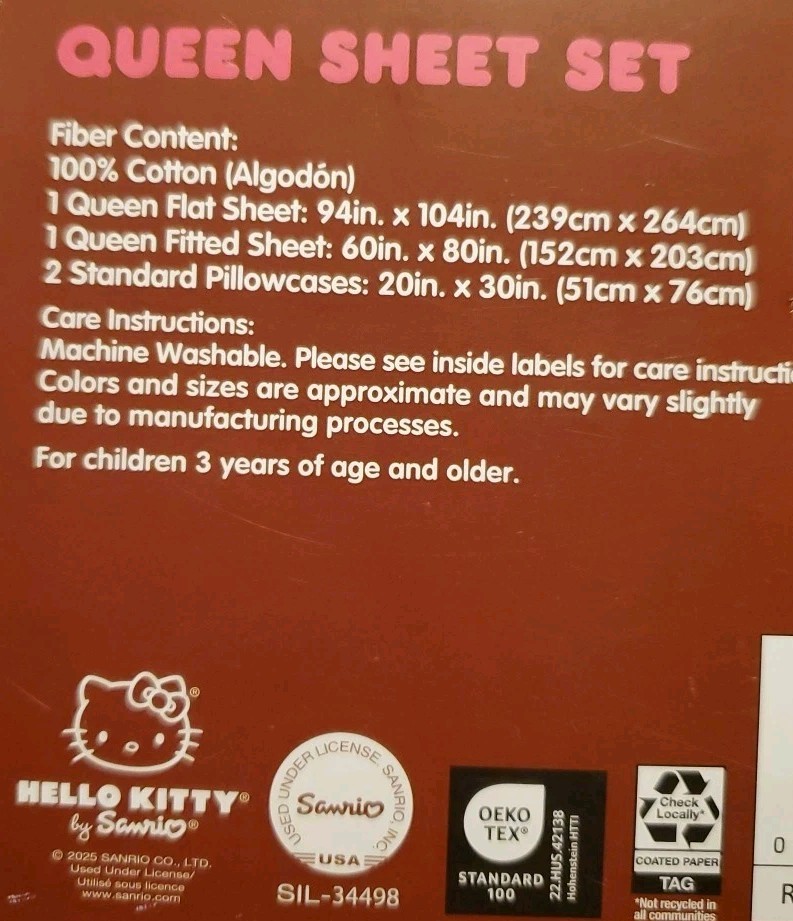 QUEEN SHEET SET
Fiber Content:
100% Cotton (Algodón)
1 Queen Flat Sheet: 94in. x 104in. (239cm x 264cm)
1 Queen Fitted Sheet: 60in. x 80in. (152cm x 203cm)
2 Standard Pillowcases: 20in. x 30in. (51cm x 76cm)
Care Instructions:
Machine Washable. Please see inside labels for care instructi
Colors and sizes are approximate and may vary slightly
due to manufacturing processes.
For children 3 years of age and older.
®
HELLO KITTY®
by Sanrio®
© 2025 SANRIO CO., LTD.
Used Under License/
Utilisé sous licence
www.sanrio.com
USED UNDER LICENSE SANRIO, INC.
Sanrio
USA
SIL-34498
OEKO
TEX®
STANDARD
100
22.HUS.42138
Hohenstein HTTI
Check
Locally*
COATED PAPER
TAG
*Not recycled in
all communities
0
R